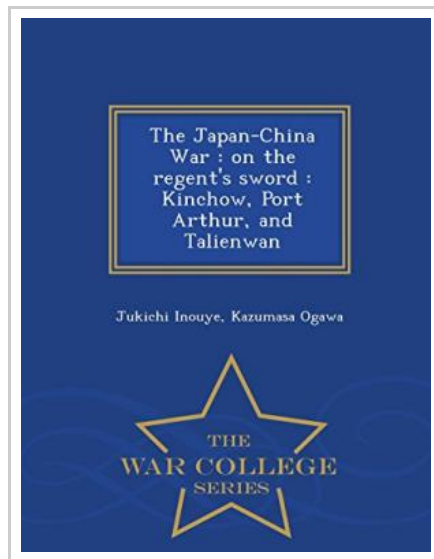 The Japan-China
War : on the
regent's sword :
Kinchow, Port
Arthur, and
Talienwan
Jukichi Inouye, Kazumasa Ogawa
THE
WAR COLLEGE
SERIES